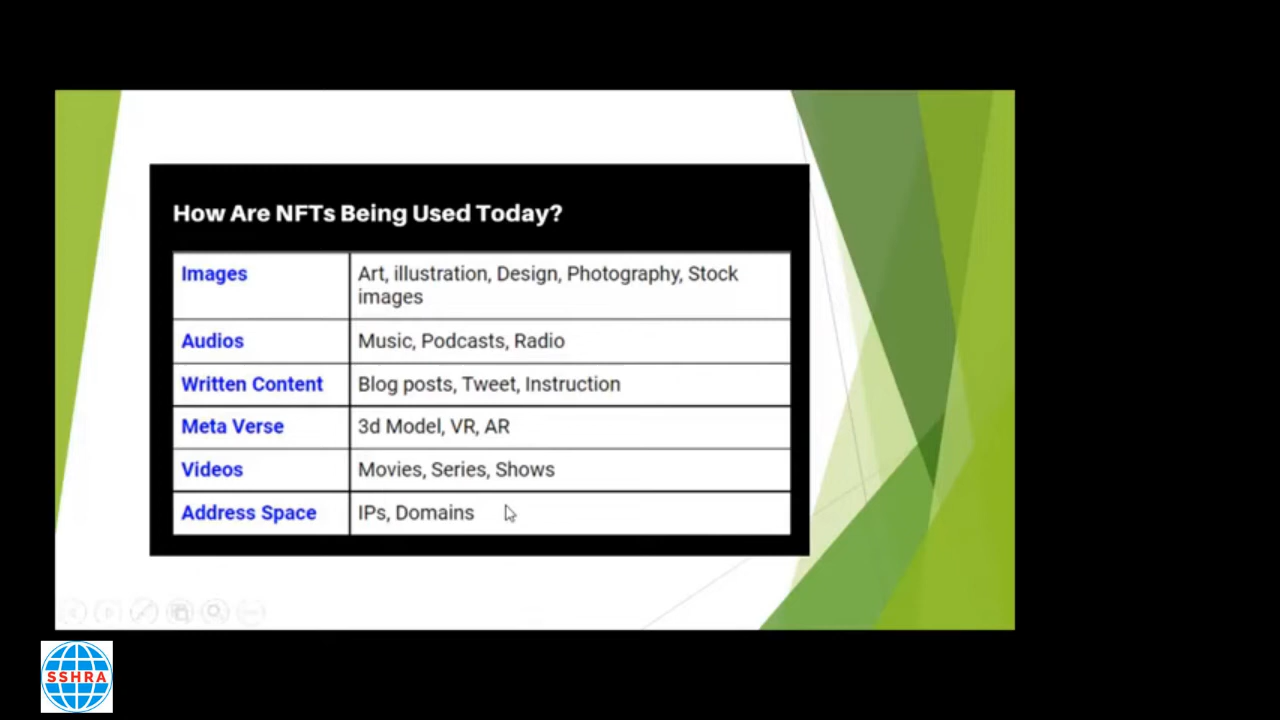 How Are NFTs Being Used Today?
Images
Art, illustration, Design, Photography, Stock
images
Audios
Music, Podcasts, Radio
Written Content
Blog posts, Tweet, Instruction
Meta Verse
3d Model, VR, AR
Videos
Movies, Series, Shows
Address Space
IPs, Domains
SSHRA